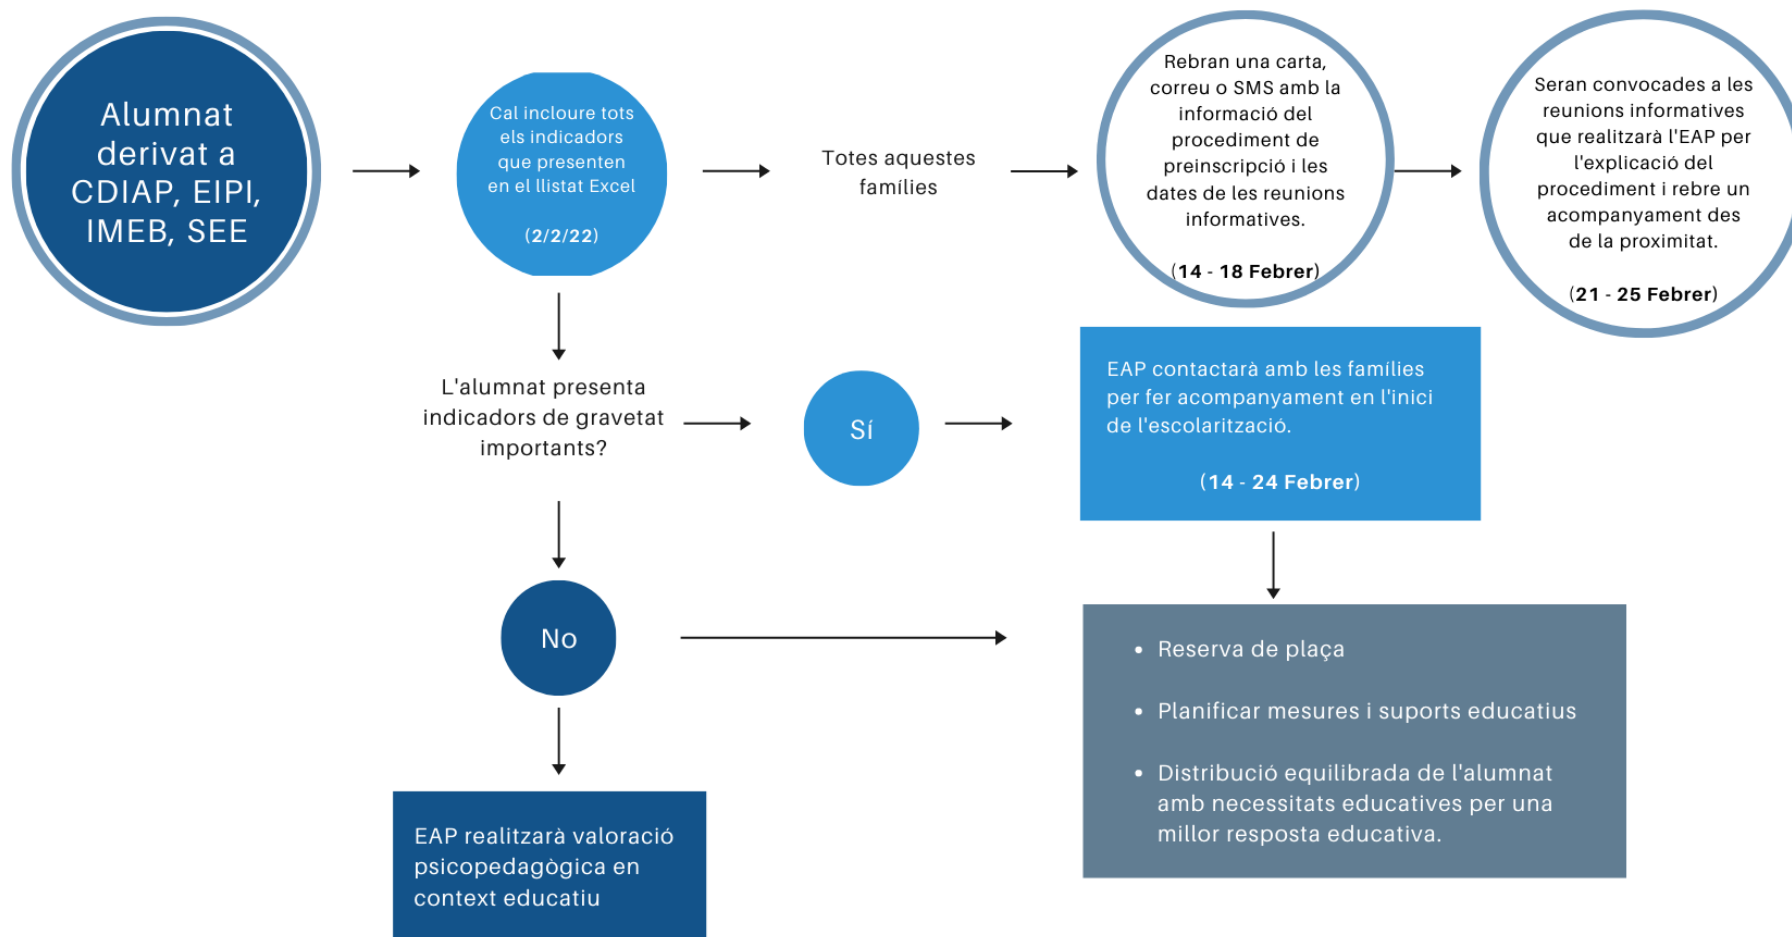 Alumnat
derivat a
CDIAP, EIPI,
IMEB, SEE
Cal incloure tots
els indicadors
que presenten
en el llistat Excel
(2/2/22)
Totes aquestes
famílies
Rebran una carta,
correu o SMS amb la
informació del
procediment de
preinscripció i les
dates de les reunions
informatives.
(14 - 18 Febrer)
Seran convocades a les
reunions informatives
que realitzarà l'EAP per
l'explicació del
procediment i rebre un
acompanyament des
de la proximitat.
(21 - 25 Febrer)
L'alumnat presenta
indicadors de gravetat
importants?
Sí
EAP contactarà amb les famílies
per fer acompanyament en l'inici
de l'escolarització.
(14 - 24 Febrer)
No
• Reserva de plaça
• Planificar mesures i suports educatius
• Distribució equilibrada de l'alumnat
amb necessitats educatives per una
millor resposta educativa.
EAP realitzarà valoració
psicopedagògica en
context educatiu